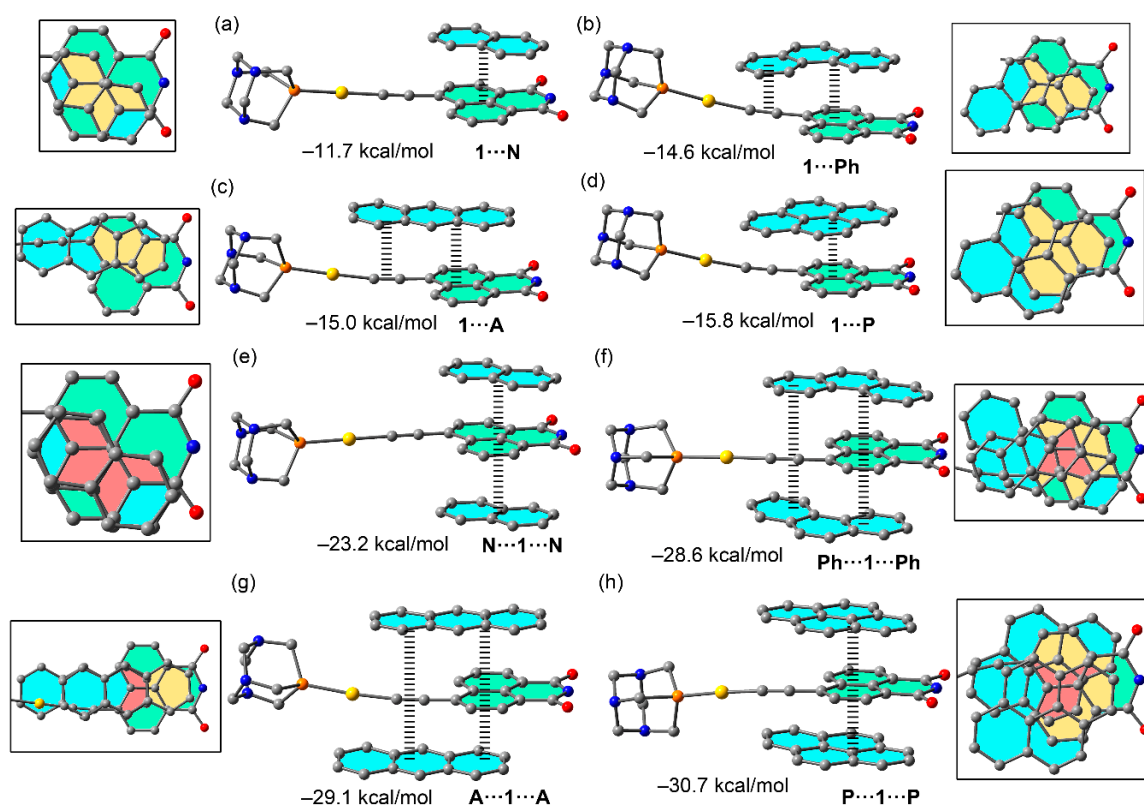 (a)
–11.7 kcal/mol
1···N
(b)
–14.6 kcal/mol
1···Ph
(c)
–15.0 kcal/mol
1···A
(d)
–15.8 kcal/mol
1···P
(e)
–23.2 kcal/mol
N···1···N
(f)
–28.6 kcal/mol
Ph···1···Ph
(g)
–29.1 kcal/mol
A···1···A
(h)
–30.7 kcal/mol
P···1···P